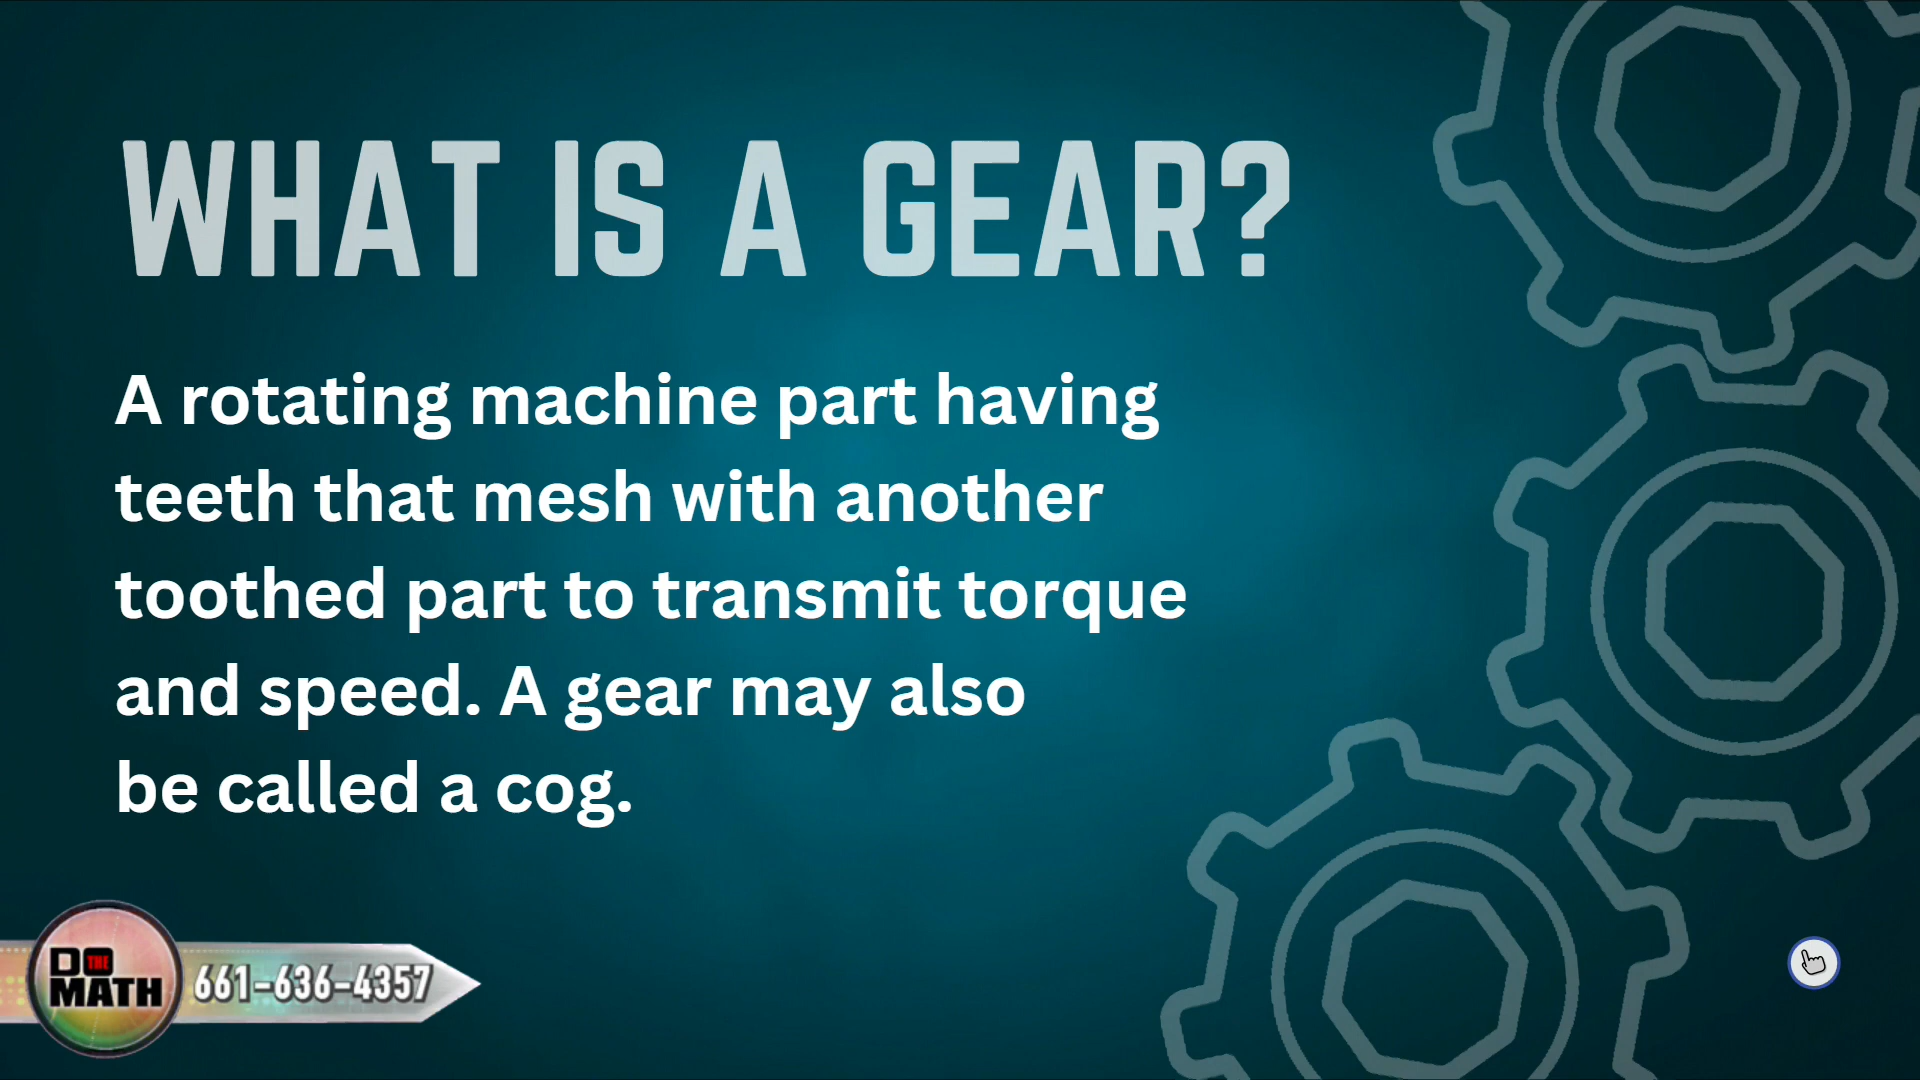 WHAT IS A GEAR?
A rotating machine part having
teeth that mesh with another
toothed part to transmit torque
and speed. A gear may also
be called a cog.
DO THE
MATH
661-636-4357